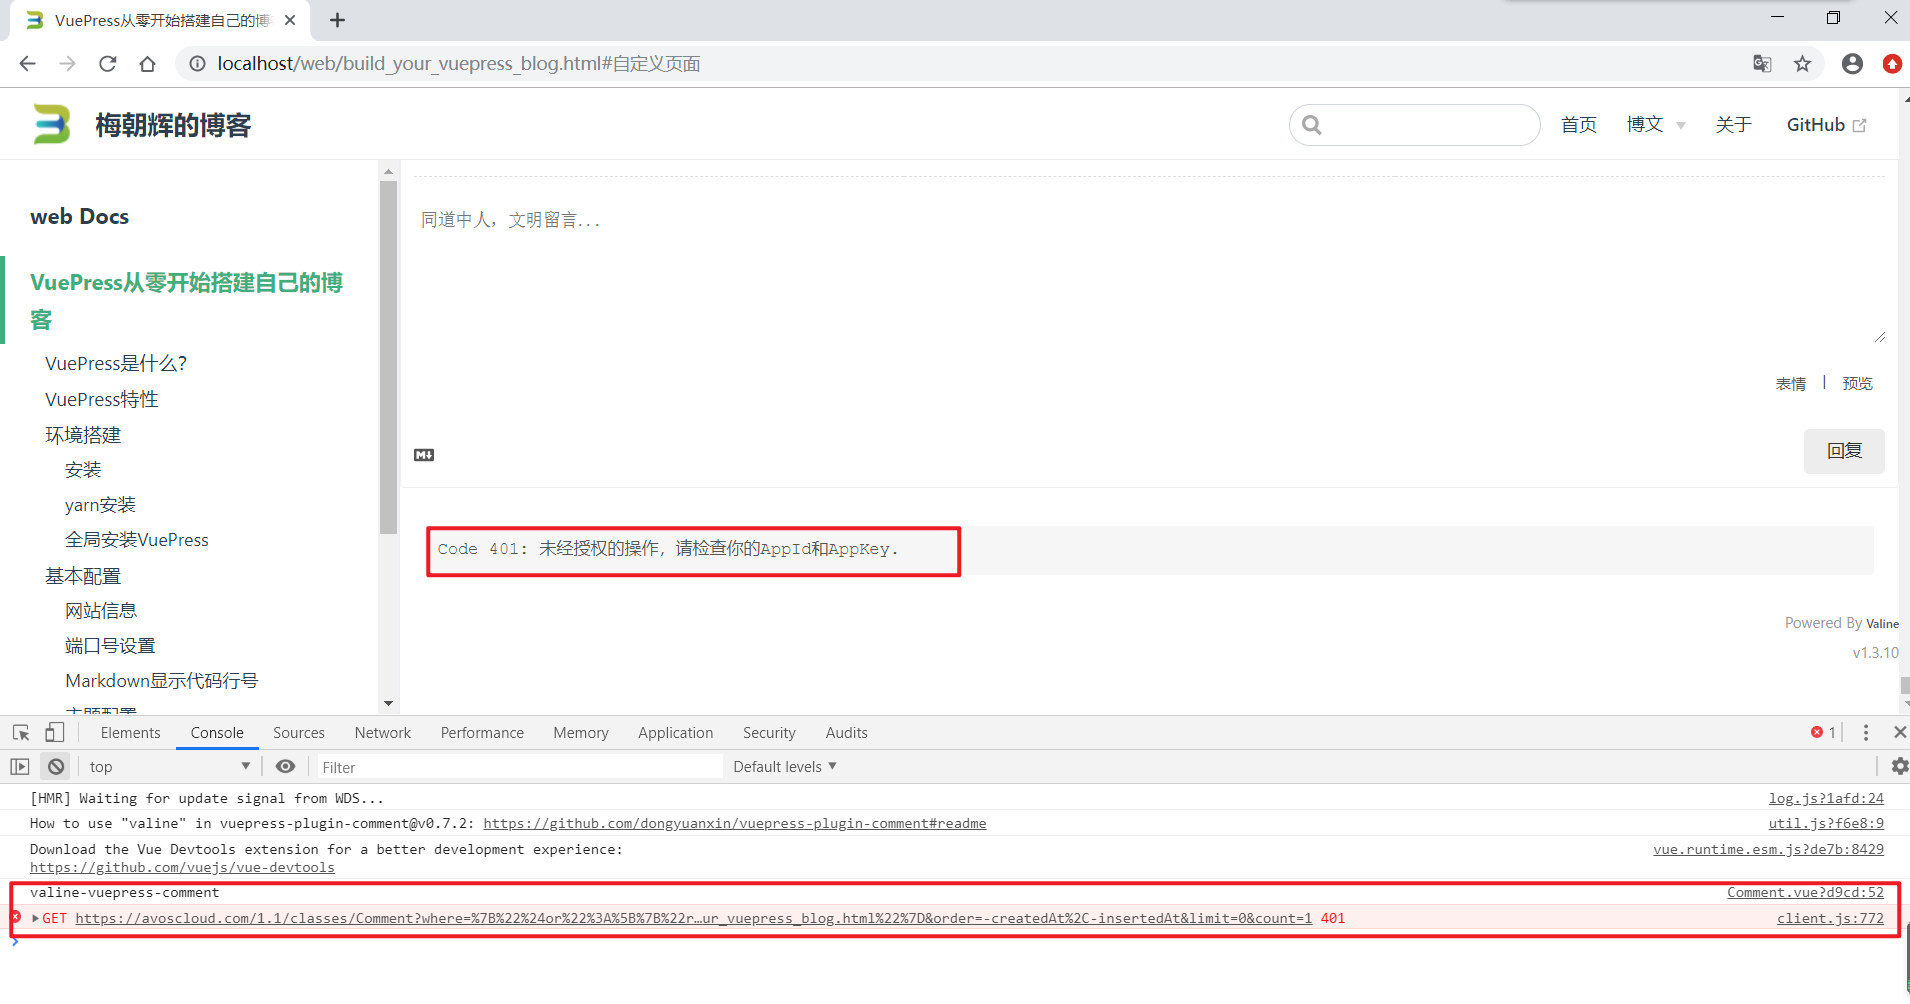 VuePress从零开始搭建自己的博
localhost/web/build_your_vuepress_blog.html#自定义页面
梅朝辉的博客
首页
博文
关于
GitHub
web Docs
VuePress从零开始搭建自己的博
客
VuePress是什么?
VuePress特性
环境搭建
安装
yarn安装
全局安装VuePress
基本配置
网站信息
端口号设置
Markdown显示代码行号
主题配置
同道中人，文明留言...
表情 | 预览
M↓
回复
Code 401: 未经授权的操作，请检查你的AppId和AppKey.
Powered By Valine
v1.3.10
Elements Console Sources Network Performance Memory Application Security Audits 1
top Filter Default levels
[HMR] Waiting for update signal from WDS... log.js?1afd:24
How to use "valine" in vuepress-plugin-comment@v0.7.2: https://github.com/dongyuanxin/vuepress-plugin-comment#readme util.js?f6e8:9
Download the Vue Devtools extension for a better development experience: vue.runtime.esm.js?de7b:8429
https://github.com/vuejs/vue-devtools
valine-vuepress-comment Comment.vue?d9cd:52
GET https://avoscloud.com/1.1/classes/Comment?where=%7B%22%24or%22%3A%5B%7B%22r…ur_vuepress_blog.html%22%7D&order=-createdAt%2C-insertedAt&limit=0&count=1 401 client.js:772